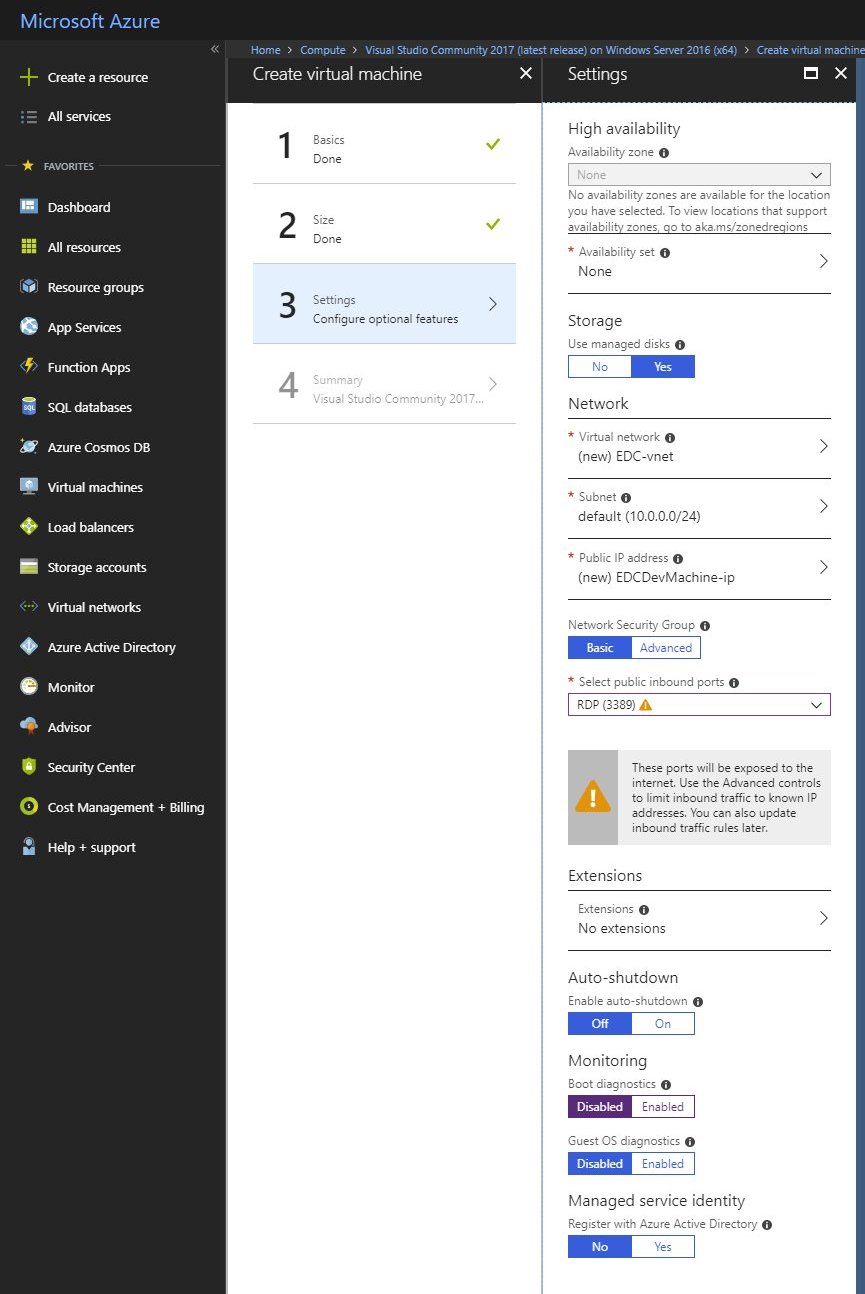 Microsoft Azure
«
Create a resource
All services
FAVORITES
Dashboard
All resources
Resource groups
App Services
Function Apps
SQL databases
Azure Cosmos DB
Virtual machines
Load balancers
Storage accounts
Virtual networks
Azure Active Directory
Monitor
Advisor
Security Center
Cost Management + Billing
Help + support
Home > Compute > Visual Studio Community 2017 (latest release) on Windows Server 2016 (x64) > Create virtual machine
Create virtual machine
1
Basics
Done
2
Size
Done
3
Settings
Configure optional features
4
Summary
Visual Studio Community 2017...
Settings
High availability
Availability zone
None
No availability zones are available for the location
you have selected. To view locations that support
availability zones, go to aka.ms/zonedregions
* Availability set
None
Storage
Use managed disks
No Yes
Network
* Virtual network
(new) EDC-vnet
* Subnet
default (10.0.0.0/24)
* Public IP address
(new) EDCDevMachine-ip
Network Security Group
Basic Advanced
* Select public inbound ports
RDP (3389)
These ports will be exposed to the
internet. Use the Advanced controls
to limit inbound traffic to known IP
addresses. You can also update
inbound traffic rules later.
Extensions
Extensions
No extensions
Auto-shutdown
Enable auto-shutdown
Off On
Monitoring
Boot diagnostics
Disabled Enabled
Guest OS diagnostics
Disabled Enabled
Managed service identity
Register with Azure Active Directory
No Yes